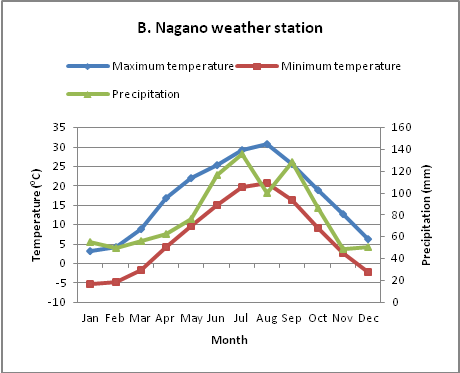 B. Nagano weather station
Maximum temperature
Minimum temperature
Precipitation
35
30
25
20
15
10
5
0
-5
-10
Temperature (°C)
160
140
120
100
80
60
40
20
0
Precipitation (mm)
Jan Feb Mar Apr May Jun Jul Aug Sep Oct Nov Dec
Month